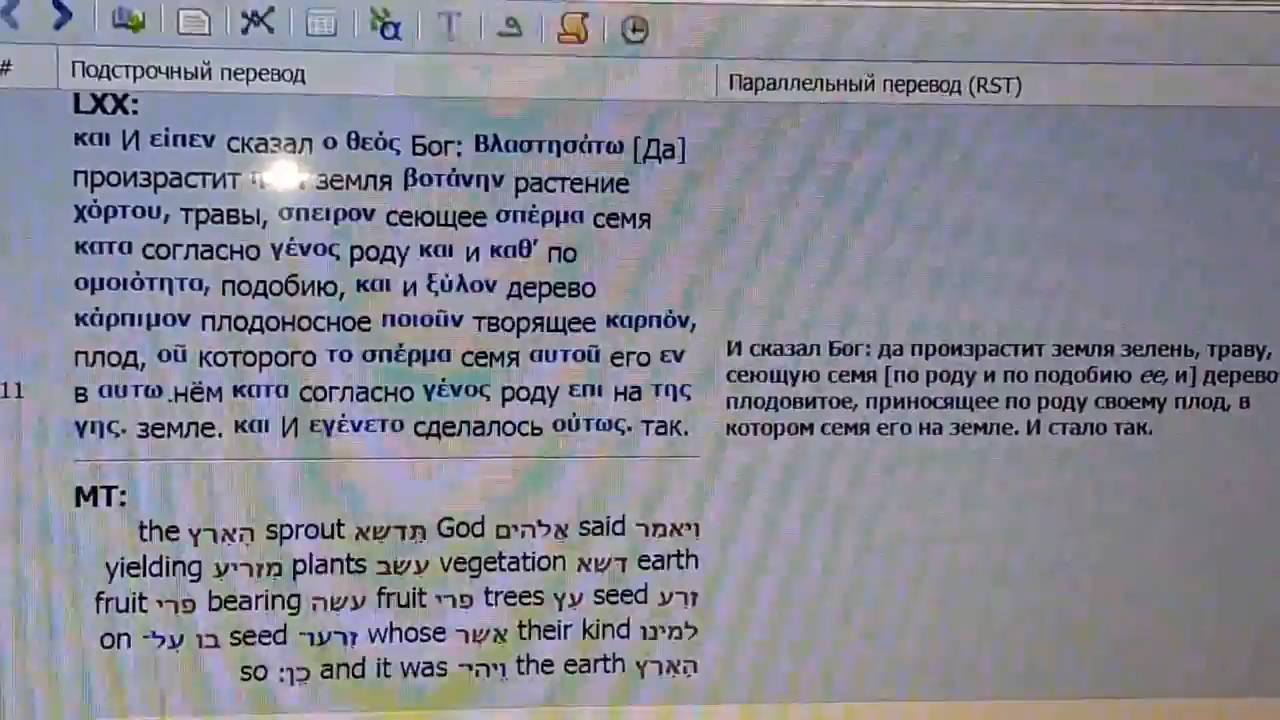 #
Подстрочный перевод
Параллельный перевод (RST)
LXX:
και И είπεν сказал ο θεός Бог: Βλαστησάτω [Да]
произрастит земля βοτάνην растение
χόρτου, травы, σπειρον сеющее σπέρμα семя
κατα согласно γένος роду και и καθ’ по
ομοιότητα, подобию, και и ξύλον дерево
κάρπιμον плодоносное ποιοῦν творящее καρπόν,
плод, οῦ которого το σπέρμα семя αυτοῦ его εν
11
в αυτω .нём κατα согласно γένος роду επι на της
γης. земле. και И εγένετο сделалось ούτως. так.
И сказал Бог: да произрастит земля зелень, траву,
сеющую семя [по роду и по подобию ее, и] дерево
плодовитое, приносящее по роду своему плод, в
котором семя его на земле. И стало так.
MT:
וַיֹּאמר said אֱלֹהִים God תַּדְשֵׁא sprout הָאָרֶץ the
earth דֶּשֶׁא vegetation עֵשֶׂב plants מַזְרִיעַ yielding
זֶרַע seed עֵץ trees פְּרִי fruit עֹשֶׂה bearing פְּרִי fruit
לְמִינוֹ their kind אֲשֶׁר whose זַרְעוֹ־ seed בוֹ עַל־ on
הָאָרֶץ the earth וַיְהִי־ and it was כֵן׃ so